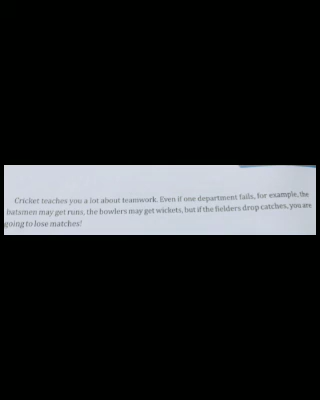 Cricket teaches you a lot about teamwork. Even if one department fails, for example, the
batsmen may get runs, the bowlers may get wickets, but if the fielders drop catches, you are
going to lose matches!